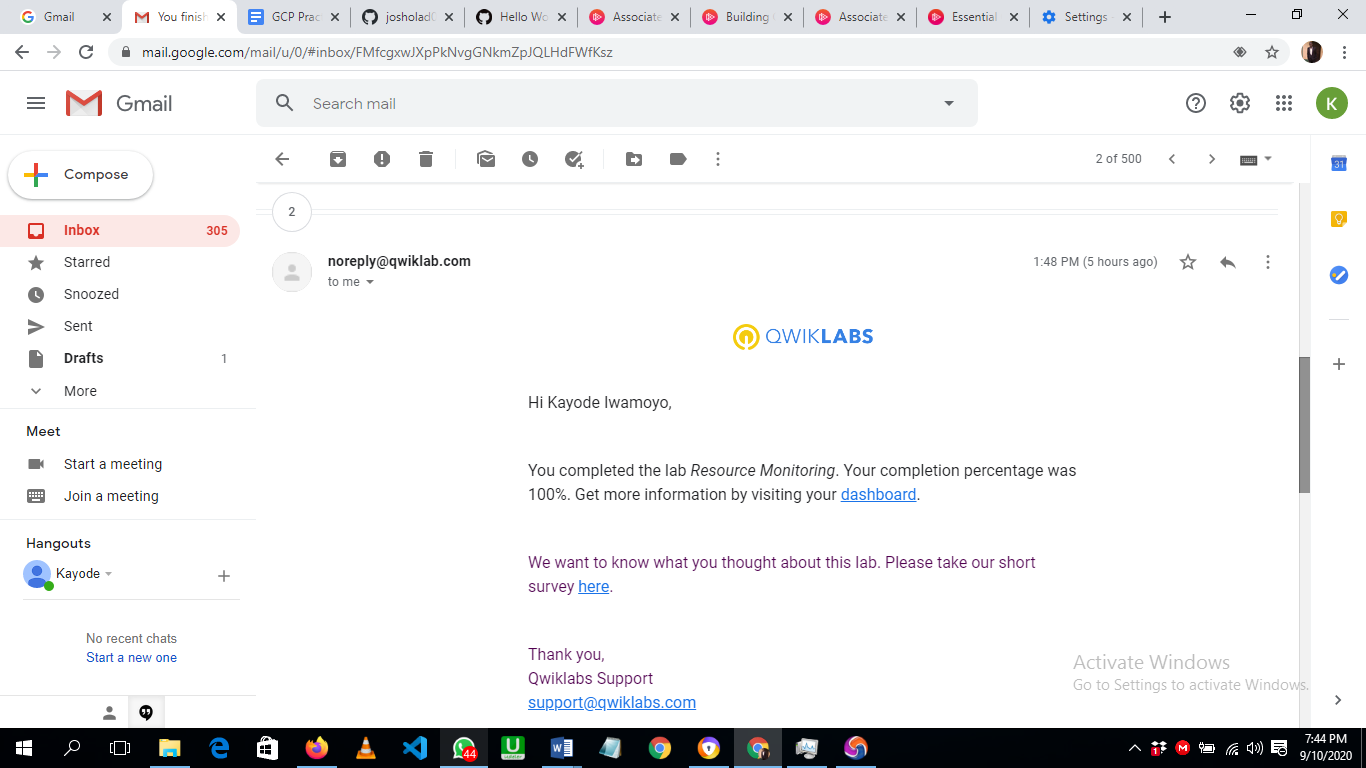 Gmail
You finish
GCP Prac
josholad
Hello Wo
Associate
Building
Associate
Essential
Settings
mail.google.com/mail/u/0/#inbox/FMfcgxwJXpPkNvgGNkmZpJQLHdFWfKsz
Gmail
Search mail
K
Compose
2 of 500
31
Inbox 305
Starred
Snoozed
Sent
Drafts 1
More
Meet
Start a meeting
Join a meeting
Hangouts
Kayode
No recent chats
Start a new one
2
noreply@qwiklab.com
1:48 PM (5 hours ago)
to me
QWIKLABS
Hi Kayode Iwamoyo,
You completed the lab Resource Monitoring. Your completion percentage was
100%. Get more information by visiting your dashboard.
We want to know what you thought about this lab. Please take our short
survey here.
Thank you,
Qwiklabs Support
support@qwiklabs.com
Activate Windows
Go to Settings to activate Windows.
44
7:44 PM
9/10/2020